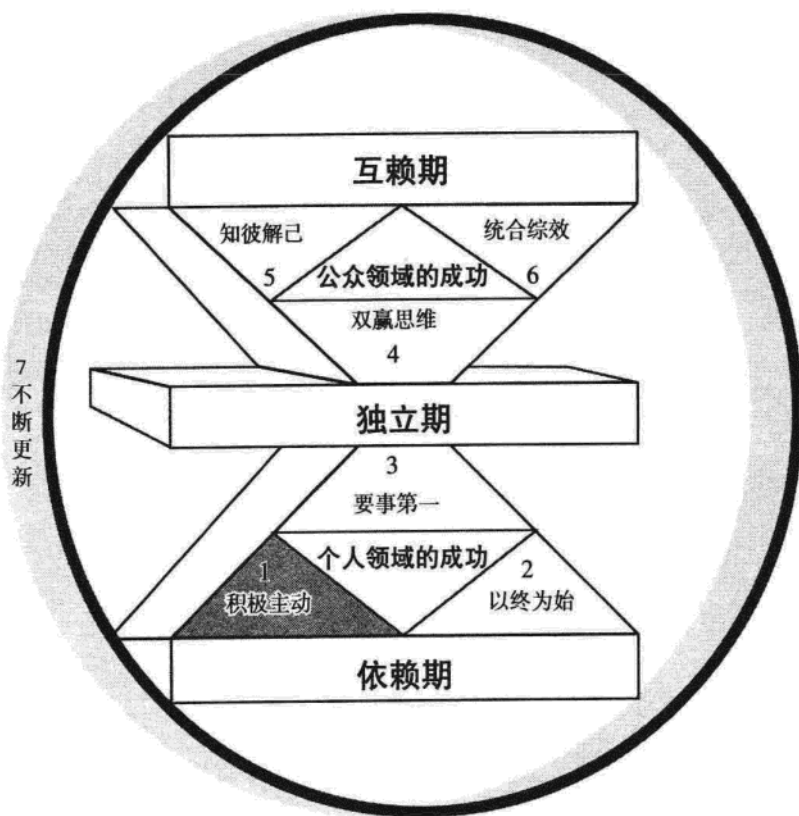 互赖期
知彼解己
5
统合综效
6
公众领域的成功
双赢思维
4
7
不断更新
独立期
3
要事第一
个人领域的成功
1
积极主动
2
以终为始
依赖期